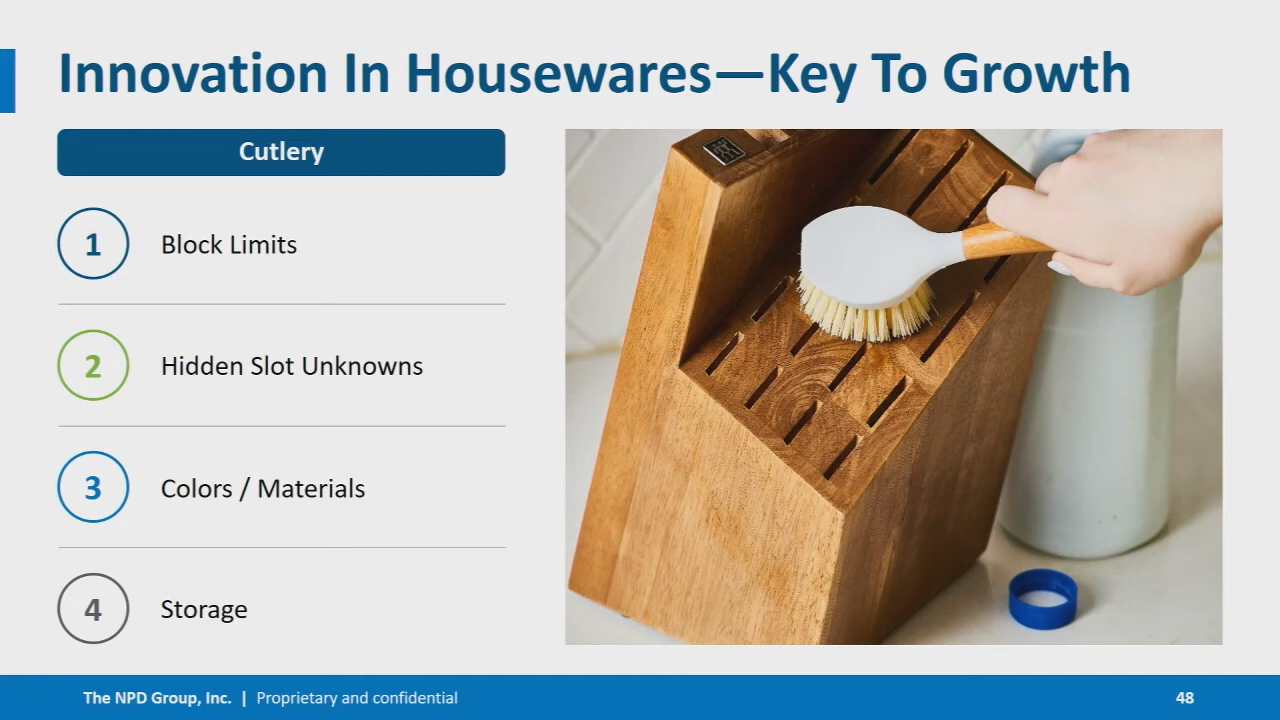 Innovation In Housewares—Key To Growth
Cutlery
1 Block Limits
2 Hidden Slot Unknowns
3 Colors / Materials
4 Storage
The NPD Group, Inc. | Proprietary and confidential 48